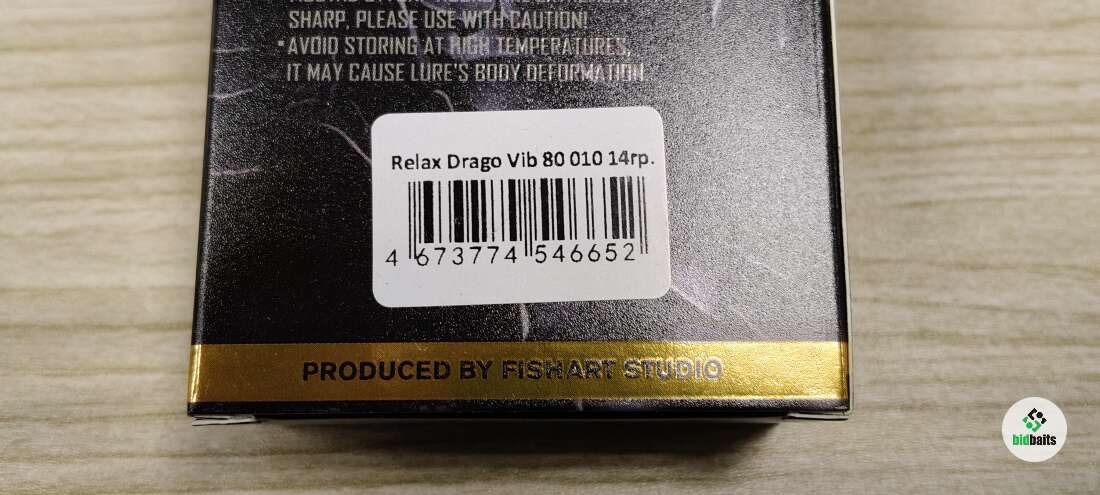 SHARP, PLEASE USE WITH CAUTION!
•AVOID STORING AT HIGH TEMPERATURES,
IT MAY CAUSE LURE'S BODY DEFORMATION.
Relax Drago Vib 80 010 14гр.
4 673774 546652
PRODUCED BY FISHART STUDIO
bidbaits